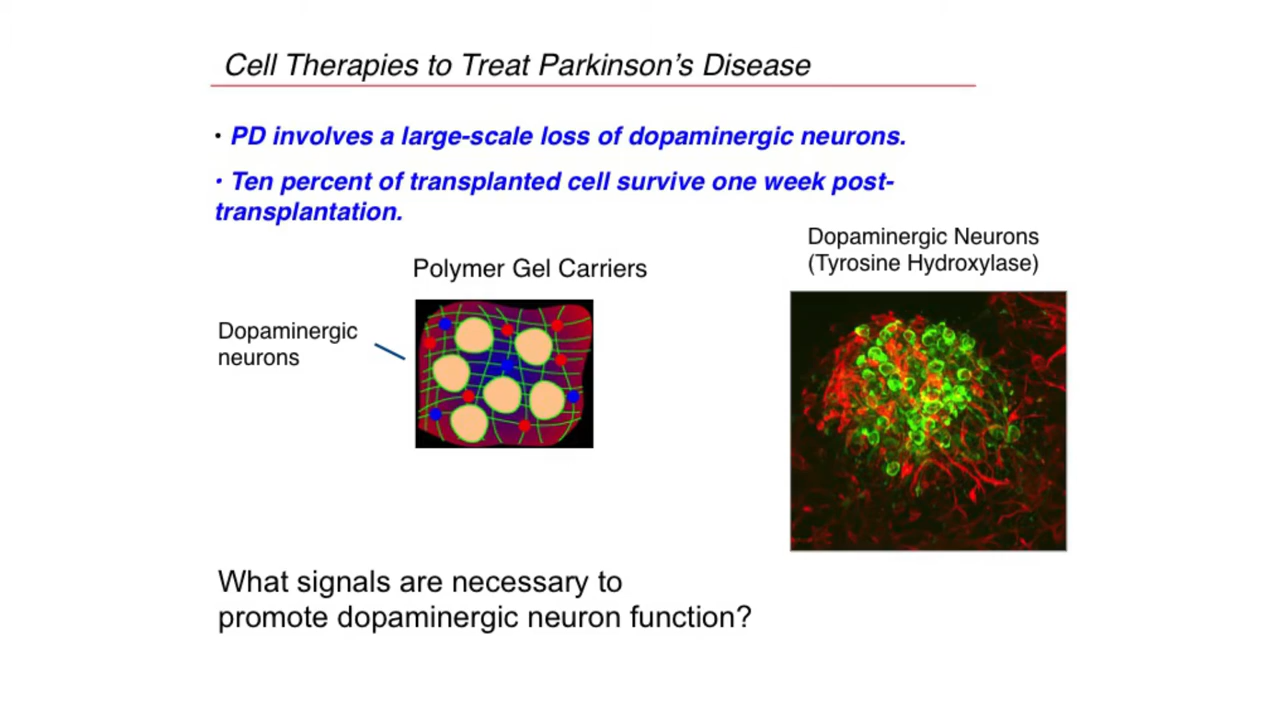 Cell Therapies to Treat Parkinson's Disease
• PD involves a large-scale loss of dopaminergic neurons.
• Ten percent of transplanted cell survive one week post-
transplantation.
Dopaminergic Neurons
(Tyrosine Hydroxylase)
Polymer Gel Carriers
Dopaminergic
neurons
What signals are necessary to
promote dopaminergic neuron function?